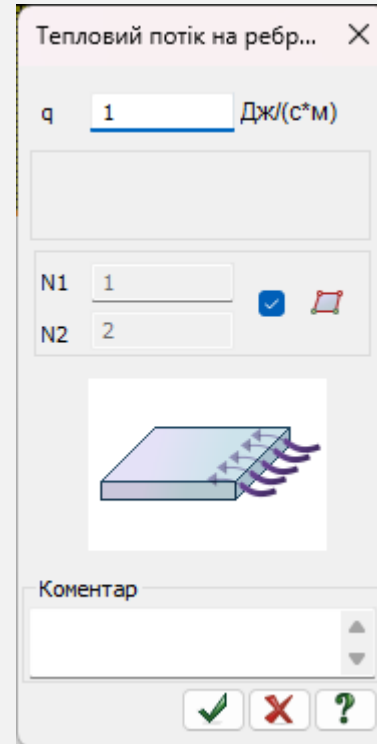 Тепловий потік на ребр...
q 1 Дж/(с*м)
N1 1
N2 2
Коментар